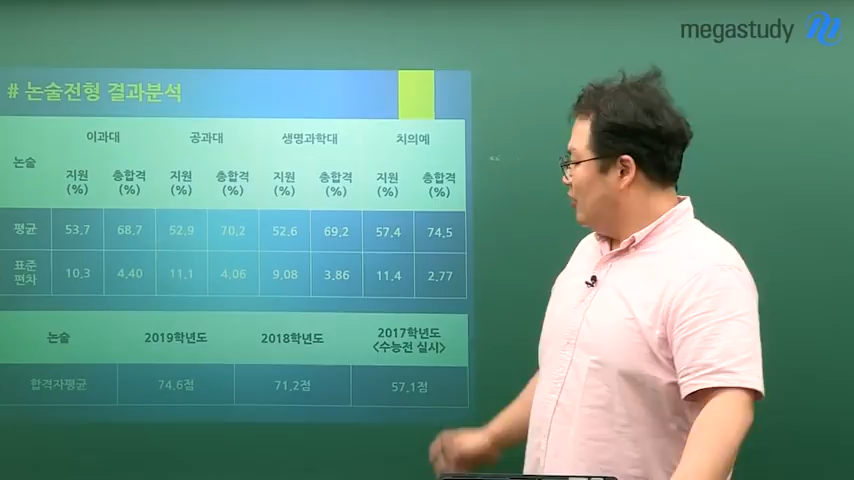 megastudy
# 논술전형 결과분석
논술 이과대 공과대 생명과학대 치의예
지원(%) 총합격(%) 지원(%) 총합격(%) 지원(%) 총합격(%) 지원(%) 총합격(%)
평균 53.7 68.7 52.9 70.2 52.6 69.2 57.4 74.5
표준편차 10.3 4.40 11.1 4.06 9.08 3.86 11.4 2.77
논술 2019학년도 2018학년도 2017학년도
<수능전 실시>
합격자평균 74.6점 71.2점 57.1점